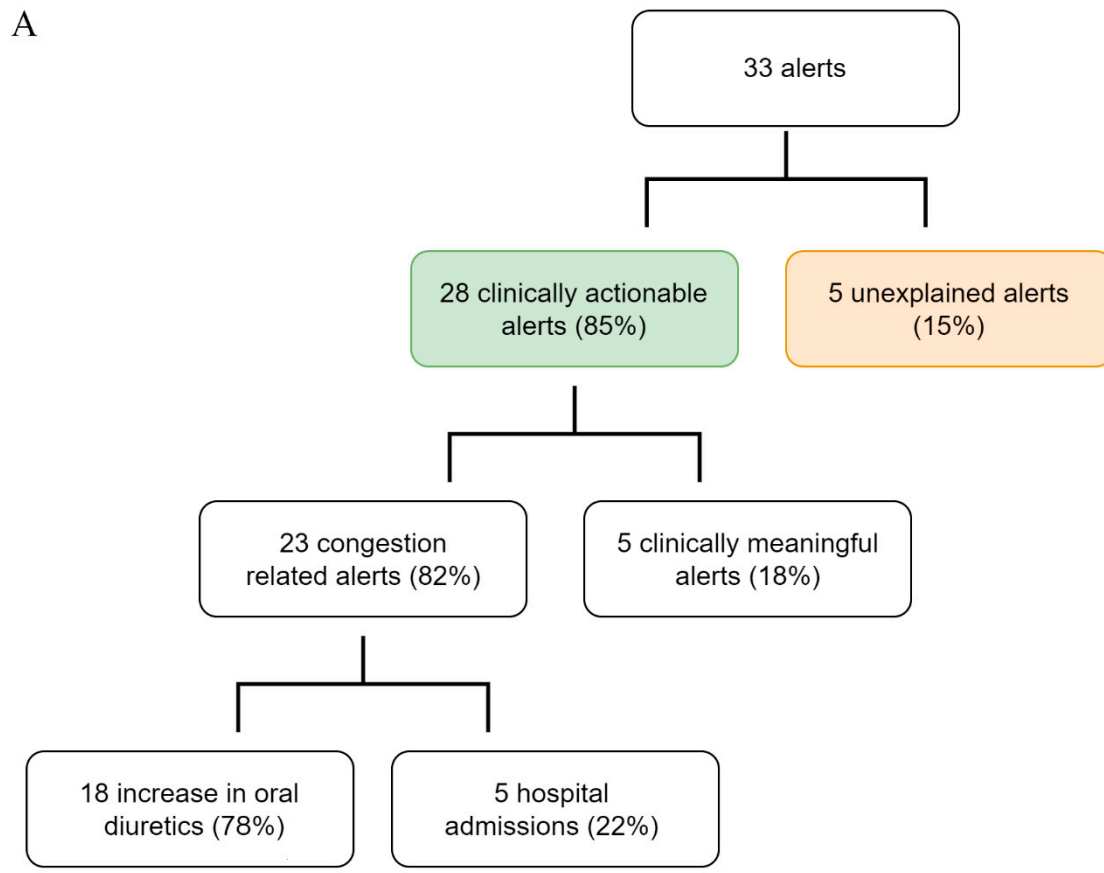 A
33 alerts
28 clinically actionable
alerts (85%)
5 unexplained alerts
(15%)
23 congestion
related alerts (82%)
5 clinically meaningful
alerts (18%)
18 increase in oral
diuretics (78%)
5 hospital
admissions (22%)